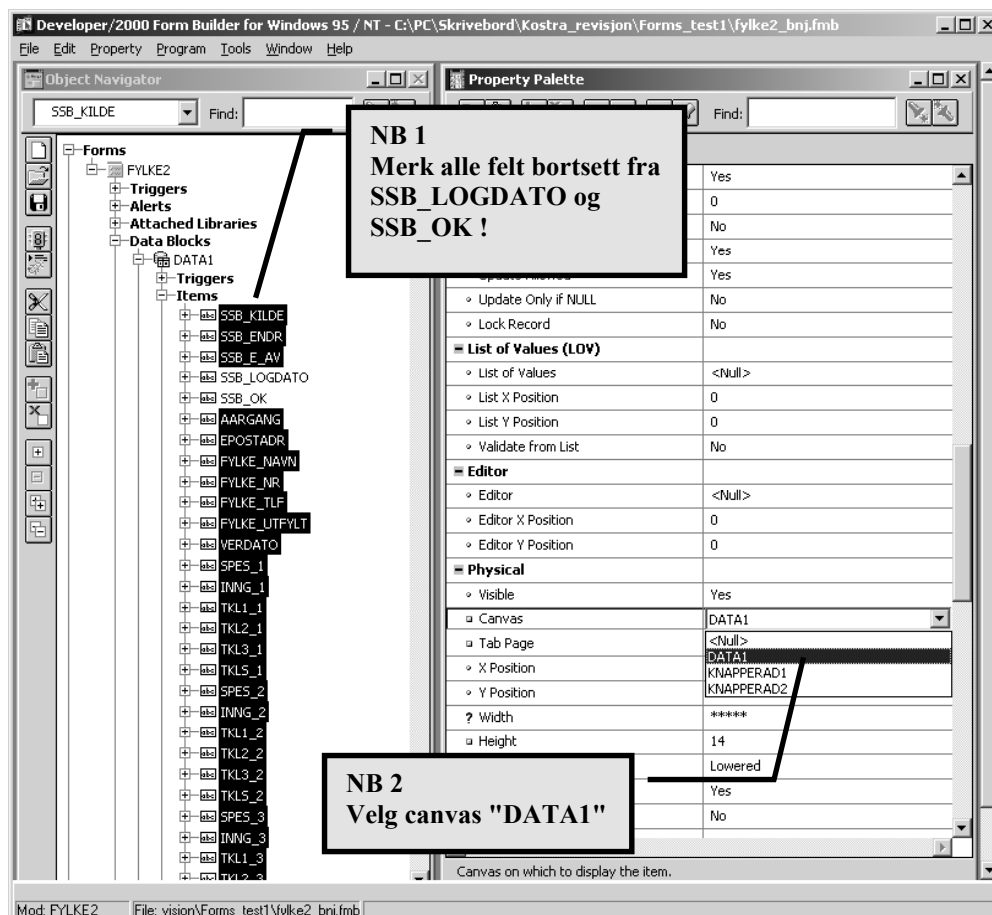 Developer/2000 Form Builder for Windows 95 / NT - C:\PC\Skrivebord\Kostra_revisjon\Forms_test1\fylke2_bnj.fmb
File Edit Property Program Tools Window Help
Object Navigator
SSB_KILDE Find:
Forms
FYLKE2
Triggers
Alerts
Attached Libraries
Data Blocks
DATA1
Triggers
Items
SSB_KILDE
SSB_ENDR
SSB_E_AV
SSB_LOGDATO
SSB_OK
AARGANG
EPOSTADR
FYLKE_NAVN
FYLKE_NR
FYLKE_TLF
FYLKE_UTFYLT
VERDATO
SPES_1
INNG_1
TKL1_1
TKL2_1
TKL3_1
TKLS_1
SPES_2
INNG_2
TKL1_2
TKL2_2
TKL3_2
TKLS_2
SPES_3
INNG_3
TKL1_3
TKL2_3
NB 1
Merk alle felt bortsett fra
SSB_LOGDATO og
SSB_OK !
Property Palette
Find:
Yes
0
No
Yes
Update Allowed Yes
Update Only if NULL No
Lock Record No
List of Values (LOV)
List of Values <Null>
List X Position 0
List Y Position 0
Validate from List No
Editor
Editor <Null>
Editor X Position 0
Editor Y Position 0
Physical
Visible Yes
Canvas DATA1
<Null>
DATA1
KNAPPERAD1
KNAPPERAD2
Tab Page
X Position
Y Position
? Width *****
Height 14
Lowered
Yes
No
NB 2
Velg canvas "DATA1"
Canvas on which to display the item.
Mod: FYLKE2 File: vision\Forms_test1\fylke2_bnj.fmb